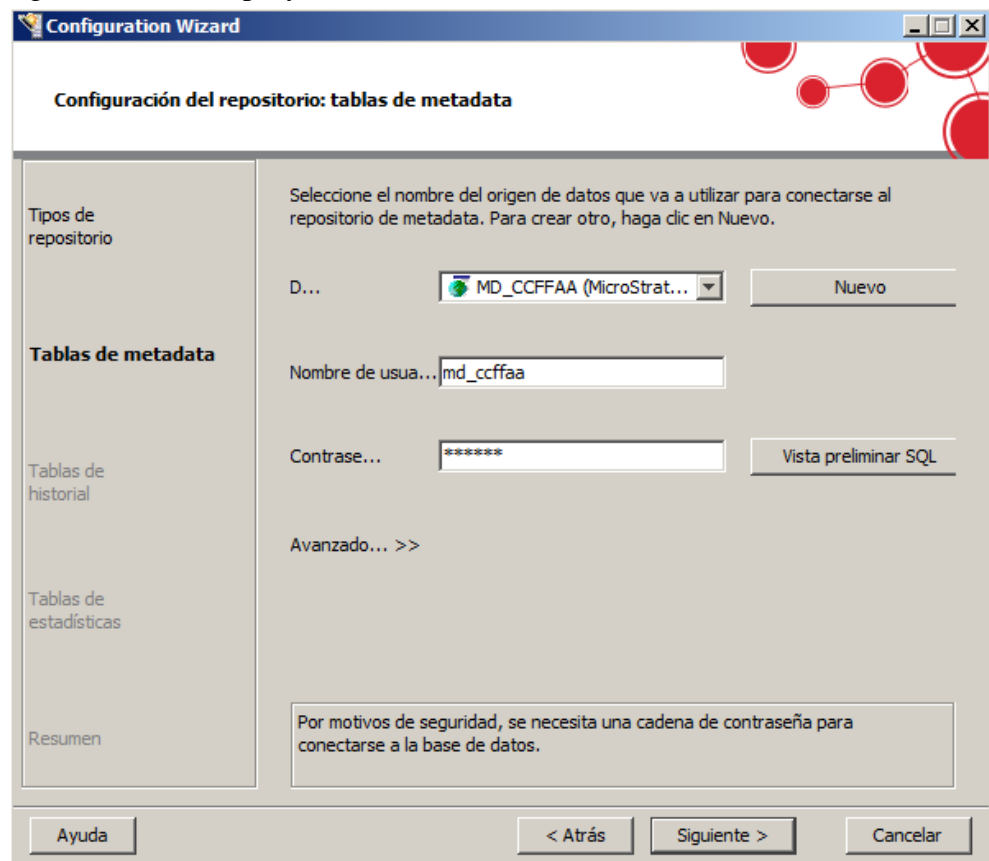 Configuration Wizard
Configuración del repositorio: tablas de metadata
Tipos de
repositorio
Tablas de metadata
Tablas de
historial
Tablas de
estadísticas
Resumen
Seleccione el nombre del origen de datos que va a utilizar para conectarse al
repositorio de metadata. Para crear otro, haga clic en Nuevo.
D... MD_CCFFAA (MicroStrat... Nuevo
Nombre de usua... md_ccffaa
Contrase... ****** Vista preliminar SQL
Avanzado... >>
Por motivos de seguridad, se necesita una cadena de contraseña para
conectarse a la base de datos.
Ayuda < Atrás Siguiente > Cancelar